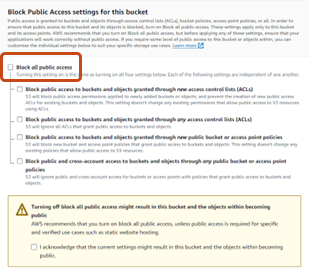 Block Public Access settings for this bucket
Public access is granted to buckets and objects through access control lists (ACLs), bucket policies, access point policies, or all. In order to
ensure that public access to this bucket and its objects is blocked, turn on Block all public access. These settings apply only to this bucket
and its access points. AWS recommends that you turn on Block all public access, but before applying any of these settings, ensure that your
applications will work correctly without public access. If you require some level of public access to this bucket or objects within, you can
customize the individual settings below to suit your specific storage use cases. Learn more
Block all public access
Turning this setting on is the same as turning on all four settings below. Each of the following settings are independent of one another.
Block public access to buckets and objects granted through new access control lists (ACLs)
S3 will block public access permissions applied to newly added buckets or objects, and prevent the creation of new public access
ACLs for existing buckets and objects. This setting doesn't change any existing permissions that allow public access to S3 resources
using ACLs.
Block public access to buckets and objects granted through any access control lists (ACLs)
S3 will ignore all ACLs that grant public access to buckets and objects.
Block public access to buckets and objects granted through new public bucket or access point policies
S3 will block new bucket and access point policies that grant public access to buckets and objects. This setting doesn't change any
existing policies that allow public access to S3 resources.
Block public and cross-account access to buckets and objects through any public bucket or access point
policies
S3 will ignore public and cross-account access for buckets or access points with policies that grant public access to buckets and
objects.
Turning off block all public access might result in this bucket and the objects within becoming
public
AWS recommends that you turn on block all public access, unless public access is required for specific
and verified use cases such as static website hosting.
I acknowledge that the current settings might result in this bucket and the objects within becoming
public.